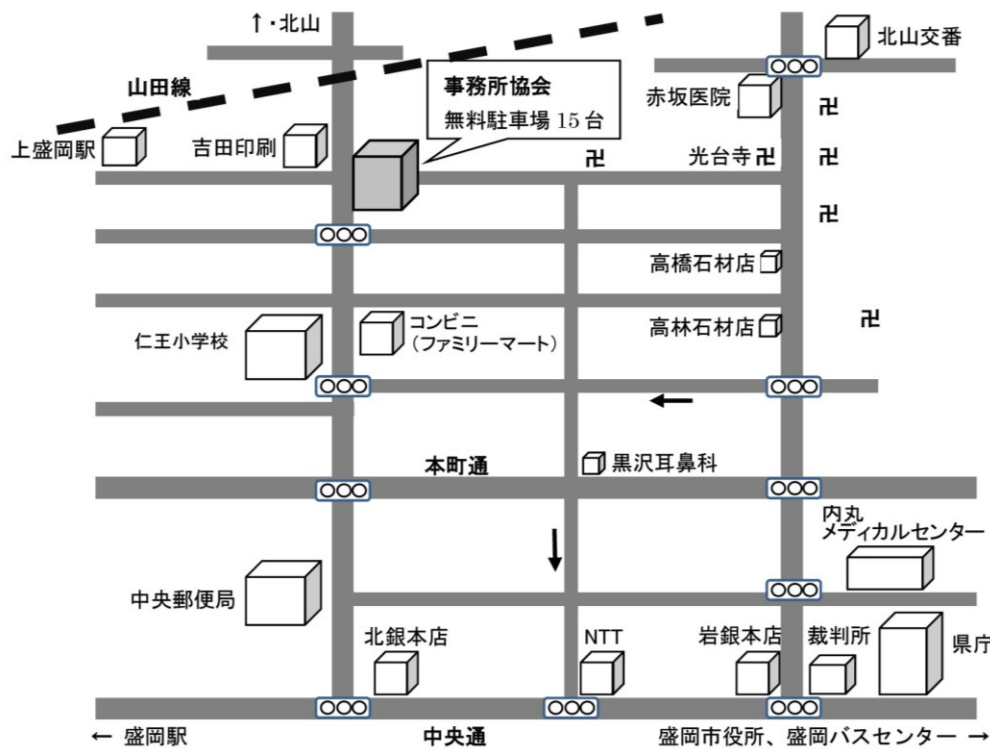 ↑・北山
北山交番
山田線
事務所協会
無料駐車場 15 台
赤坂医院
卍
上盛岡駅
吉田印刷
卍
光台寺 卍
卍
卍
高橋石材店
仁王小学校
コンビニ
（ファミリーマート）
高林石材店
卍
本町通
黒沢耳鼻科
内丸
メディカルセンター
中央郵便局
北銀本店
NTT
岩銀本店
裁判所
県庁
← 盛岡駅
中央通
盛岡市役所、盛岡バスセンター →